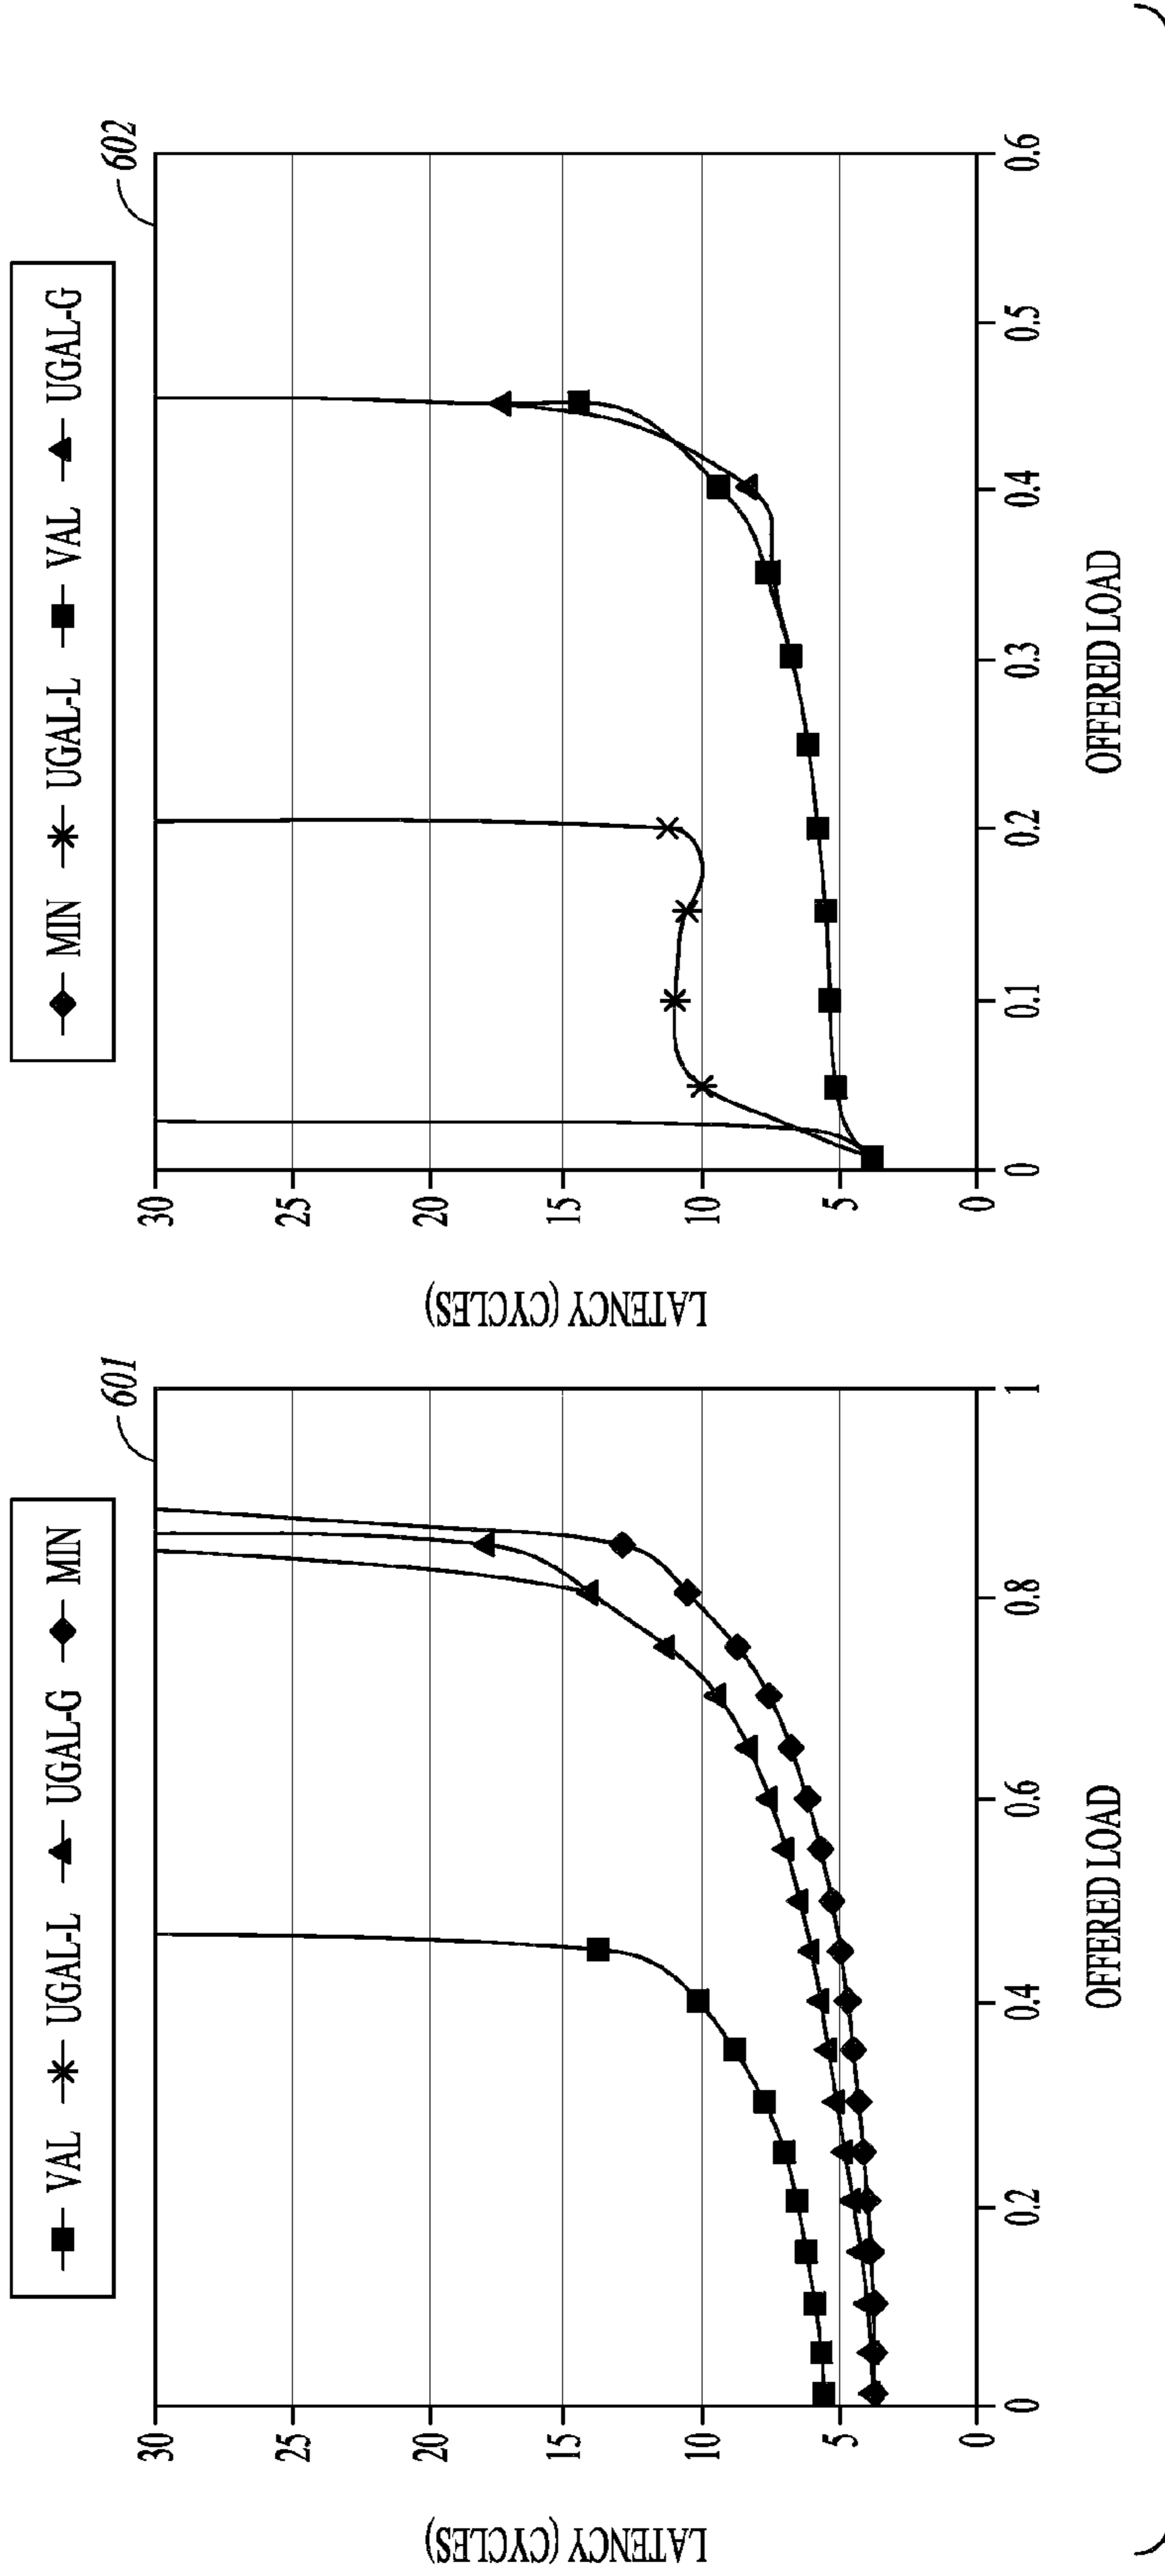 VAL UGAL-L UGAL-G MIN
601
30
25
20
15
10
5
0
LATENCY (CYCLES)
0 0.2 0.4 0.6 0.8 1
OFFERED LOAD
MIN UGAL-L VAL UGAL-G
602
30
25
20
15
10
5
0
LATENCY (CYCLES)
0 0.1 0.2 0.3 0.4 0.5 0.6
OFFERED LOAD